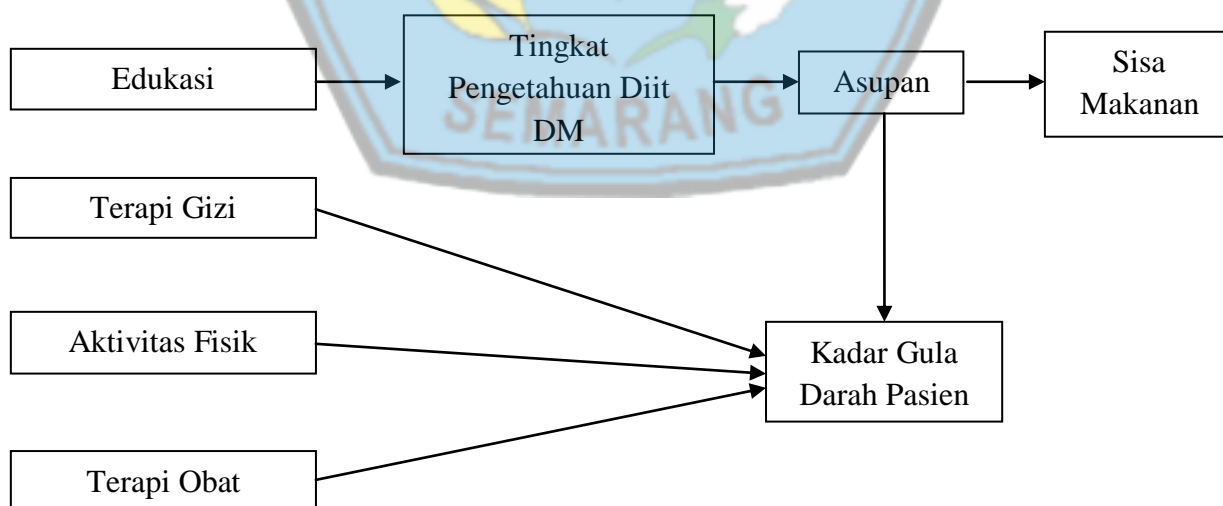 Edukasi
Tingkat
Pengetahuan Diit
DM
Asupan
Sisa
Makanan
SEMARANG
Terapi Gizi
Aktivitas Fisik
Kadar Gula
Darah Pasien
Terapi Obat